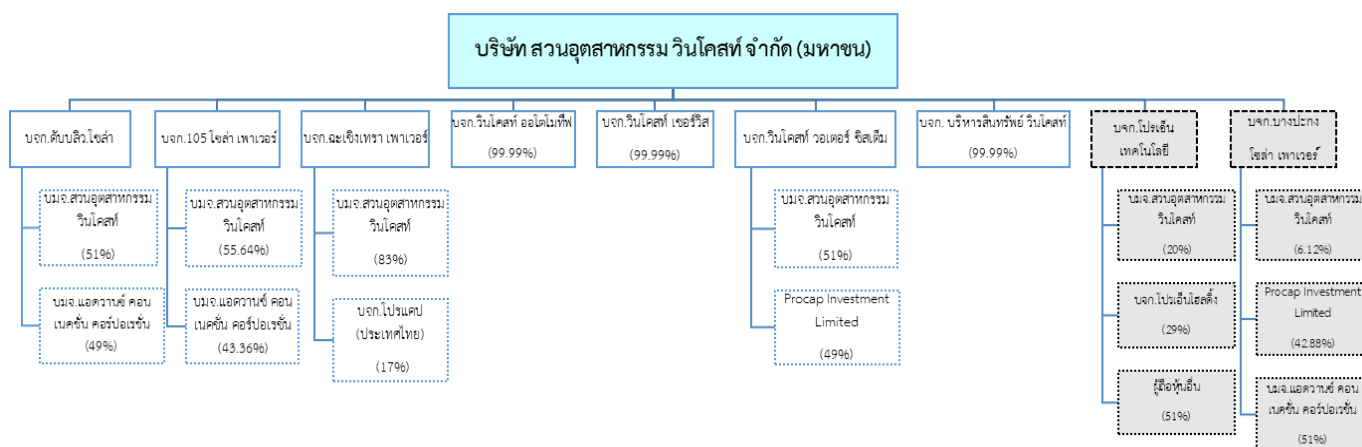 บริษัท สวนอุตสาหกรรม วินโคสท์ จำกัด (มหาชน)
บจก.ดับบลิว.โซล่า
บจก.105 โซล่า เพาเวอร์
บจก.ฉะเชิงเทรา เพาเวอร์
บจก.วินโคสท์ ออโตโมทีฟ
(99.99%)
บจก.วินโคสท์ เซอร์วิส
(99.99%)
บจก.วินโคสท์ วอเตอร์ ซิสเต็ม
บจก. บริหารสินทรัพย์ วินโคสท์
(99.99%)
บจก.โปรเอ็น
เทคโนโลยี
บจก.บางปะกง
โซล่า เพาเวอร์
บมจ.สวนอุตสาหกรรม
วินโคสท์
(51%)
บมจ.แอดวานซ์ คอน
เนคชั่น คอร์ปอเรชั่น
(49%)
บมจ.สวนอุตสาหกรรม
วินโคสท์
(55.64%)
บมจ.แอดวานซ์ คอน
เนคชั่น คอร์ปอเรชั่น
(43.36%)
บมจ.สวนอุตสาหกรรม
วินโคสท์
(83%)
บจก.โปรแคป
(ประเทศไทย)
(17%)
บมจ.สวนอุตสาหกรรม
วินโคสท์
(51%)
Procap Investment
Limited
(49%)
บมจ.สวนอุตสาหกรรม
วินโคสท์
(20%)
บจก.โปรเอ็นโฮลดิ้ง
(29%)
ผู้ถือหุ้นอื่น
(51%)
บมจ.สวนอุตสาหกรรม
วินโคสท์
(6.12%)
Procap Investment
Limited
(42.88%)
บมจ.แอดวานซ์ คอน
เนคชั่น คอร์ปอเรชั่น
(51%)